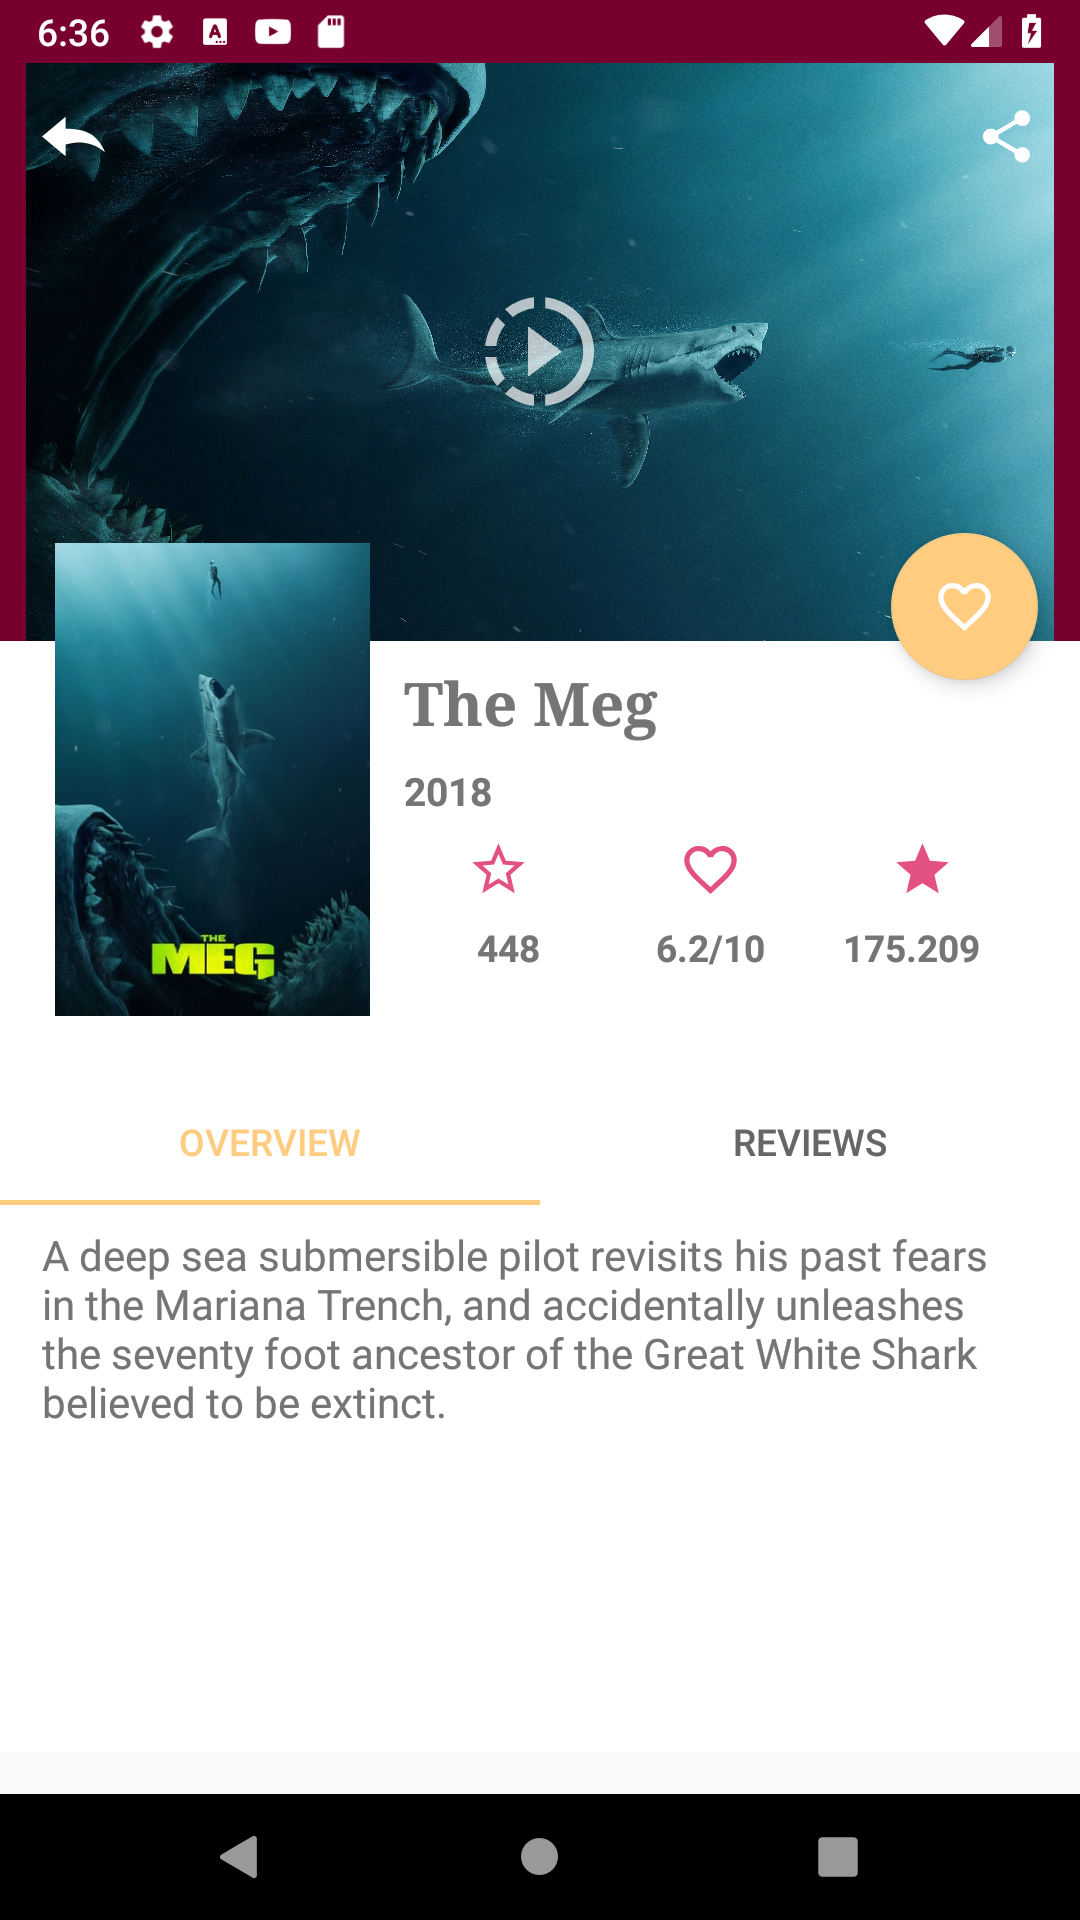 6:36
A
THE
MEG
The Meg
2018
448
6.2/10
175.209
OVERVIEW
REVIEWS
A deep sea submersible pilot revisits his past fears
in the Mariana Trench, and accidentally unleashes
the seventy foot ancestor of the Great White Shark
believed to be extinct.